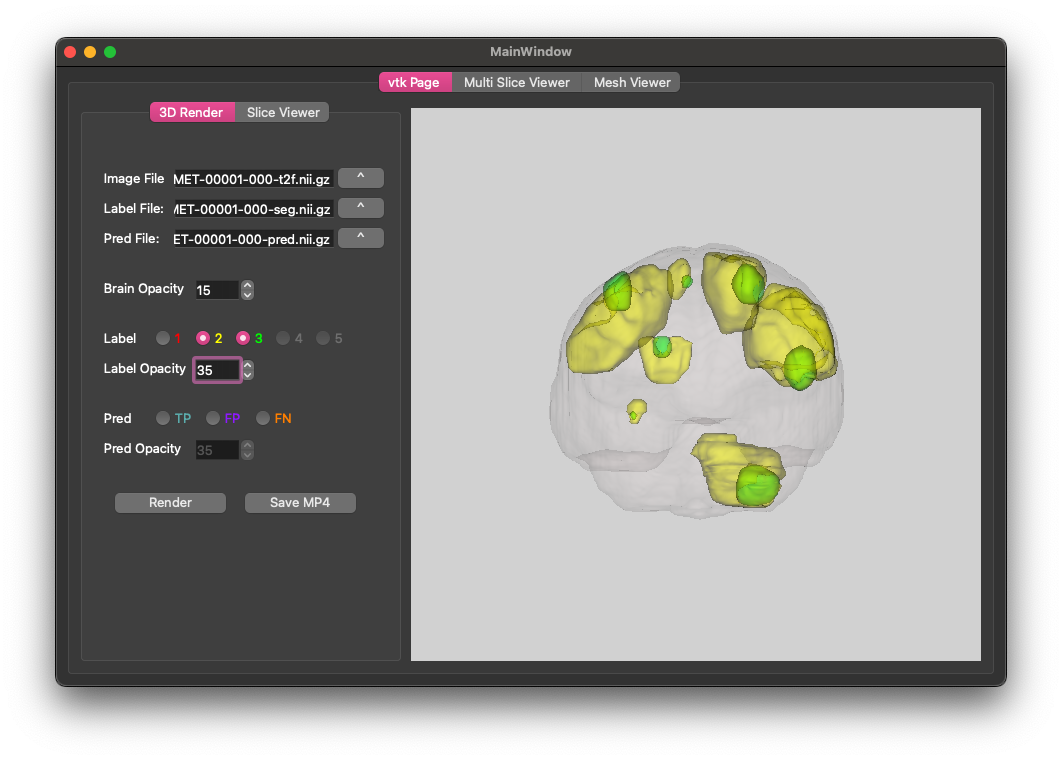 MainWindow
vtk Page Multi Slice Viewer Mesh Viewer
3D Render Slice Viewer
Image File MET-00001-000-t2f.nii.gz ^
Label File: MET-00001-000-seg.nii.gz ^
Pred File: ET-00001-000-pred.nii.gz ^
Brain Opacity 15
Label 1 2 3 4 5
Label Opacity 35
Pred TP FP FN
Pred Opacity 35
Render Save MP4